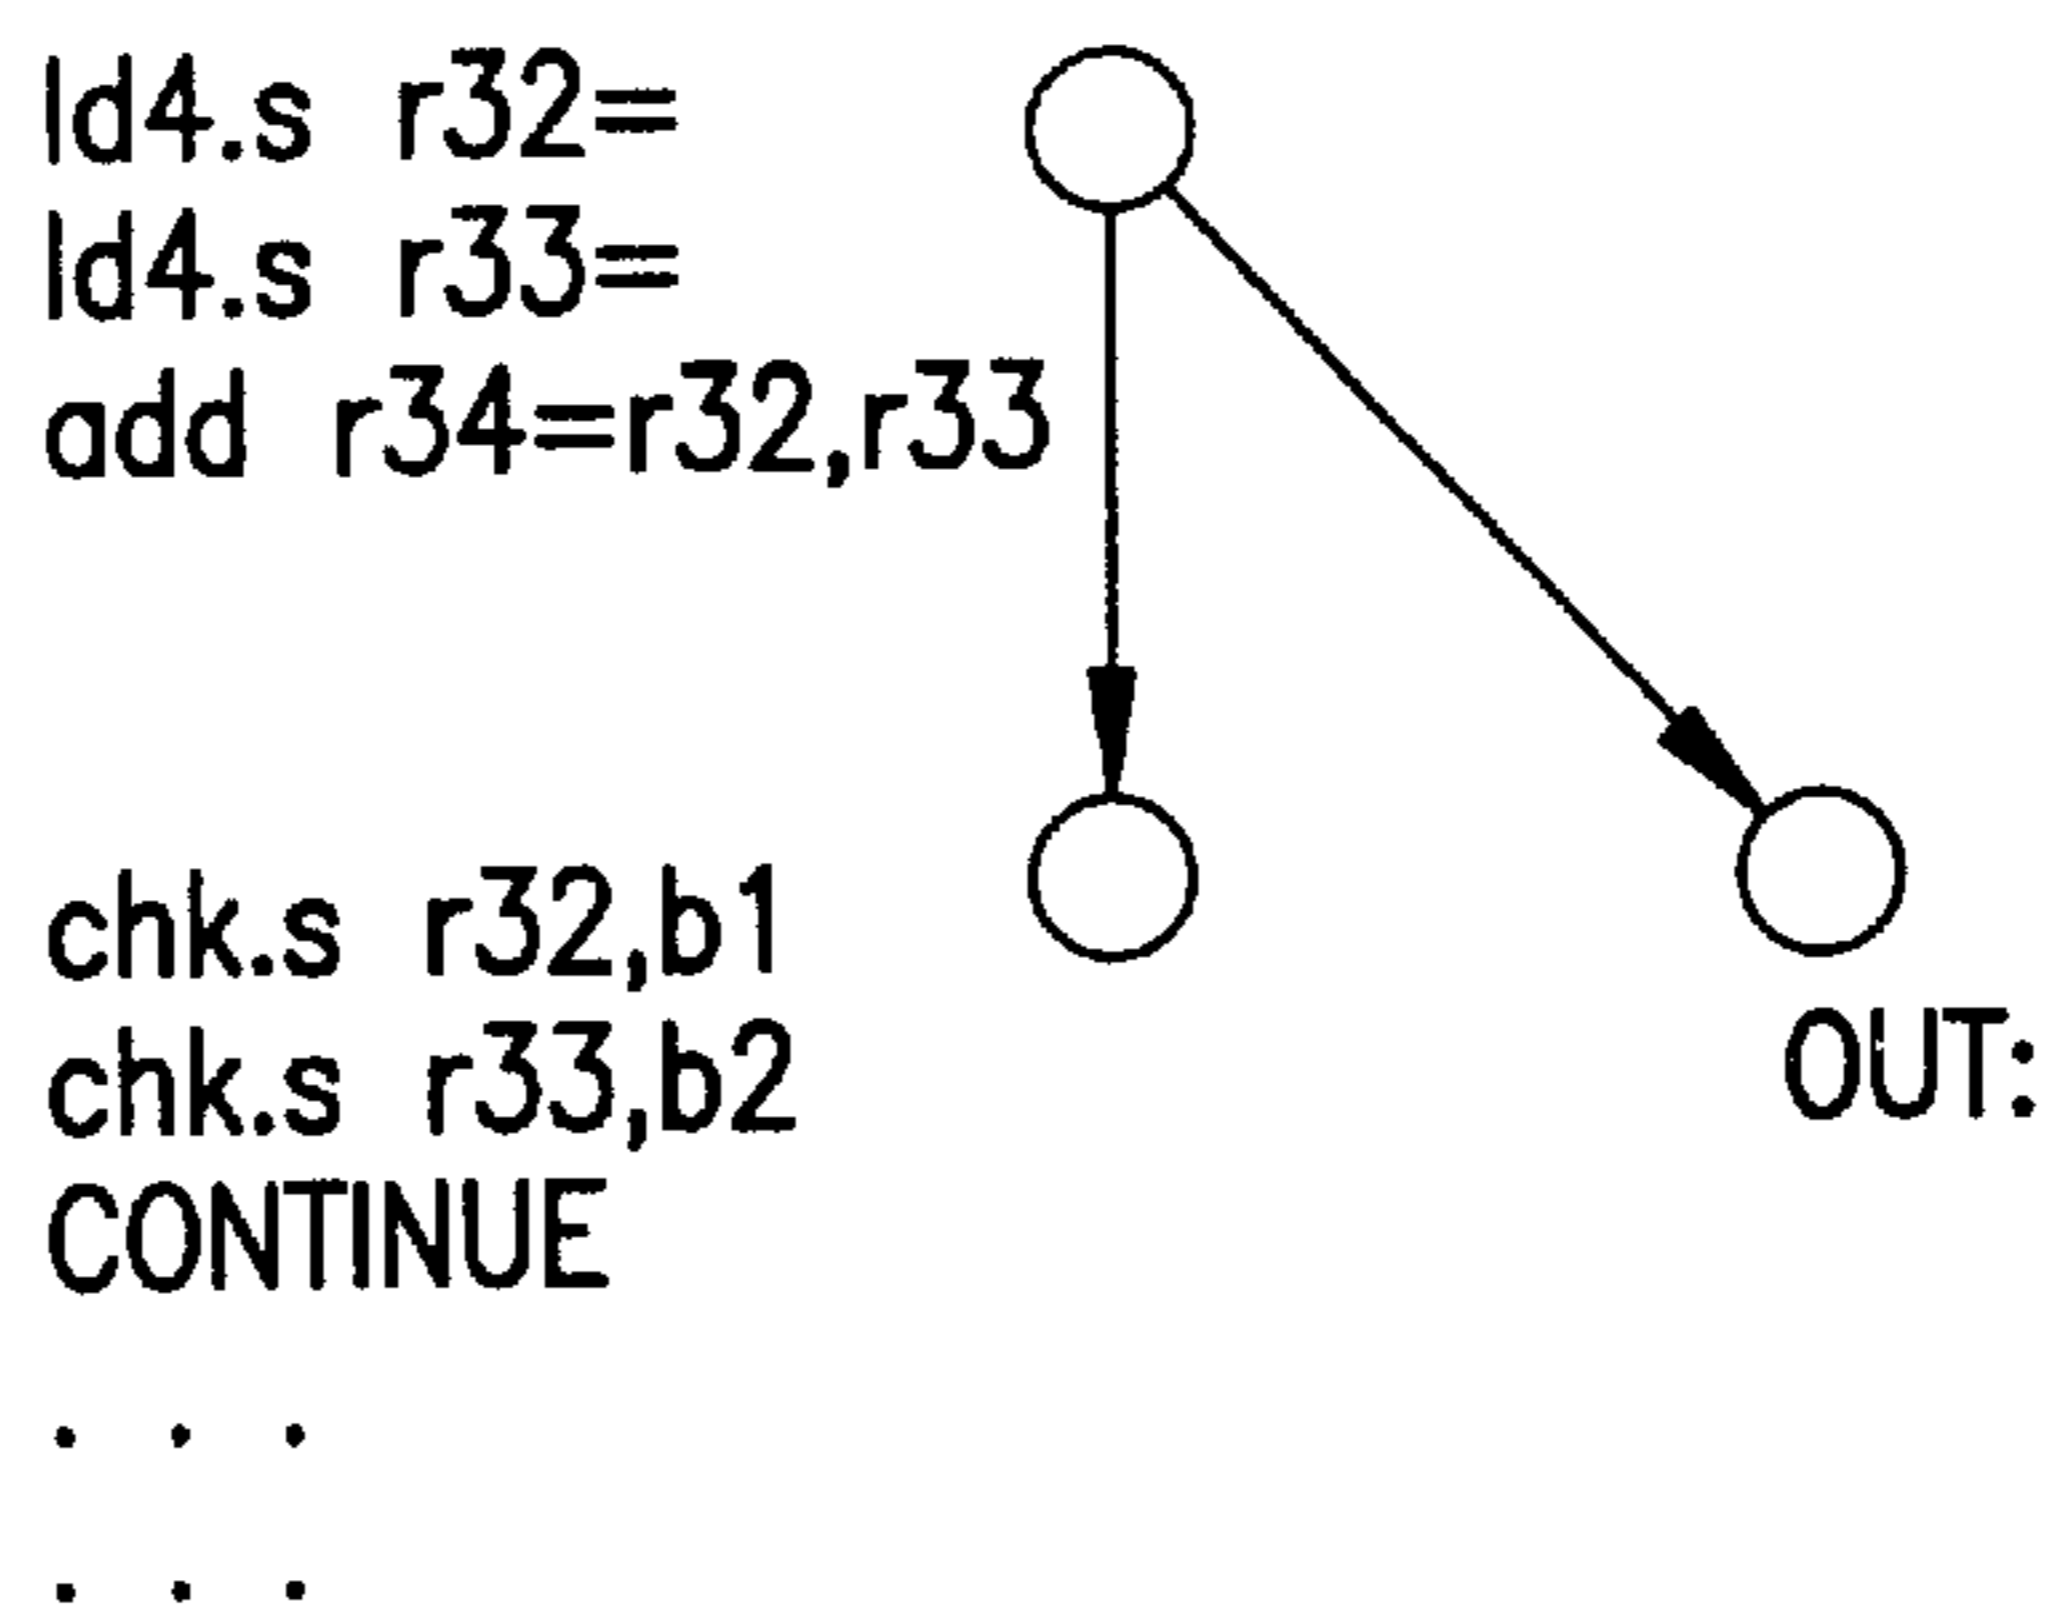 ld4.s r32=
ld4.s r33=
add r34=r32,r33
chk.s r32,b1
chk.s r33,b2
OUT:
CONTINUE
. . .
. . .